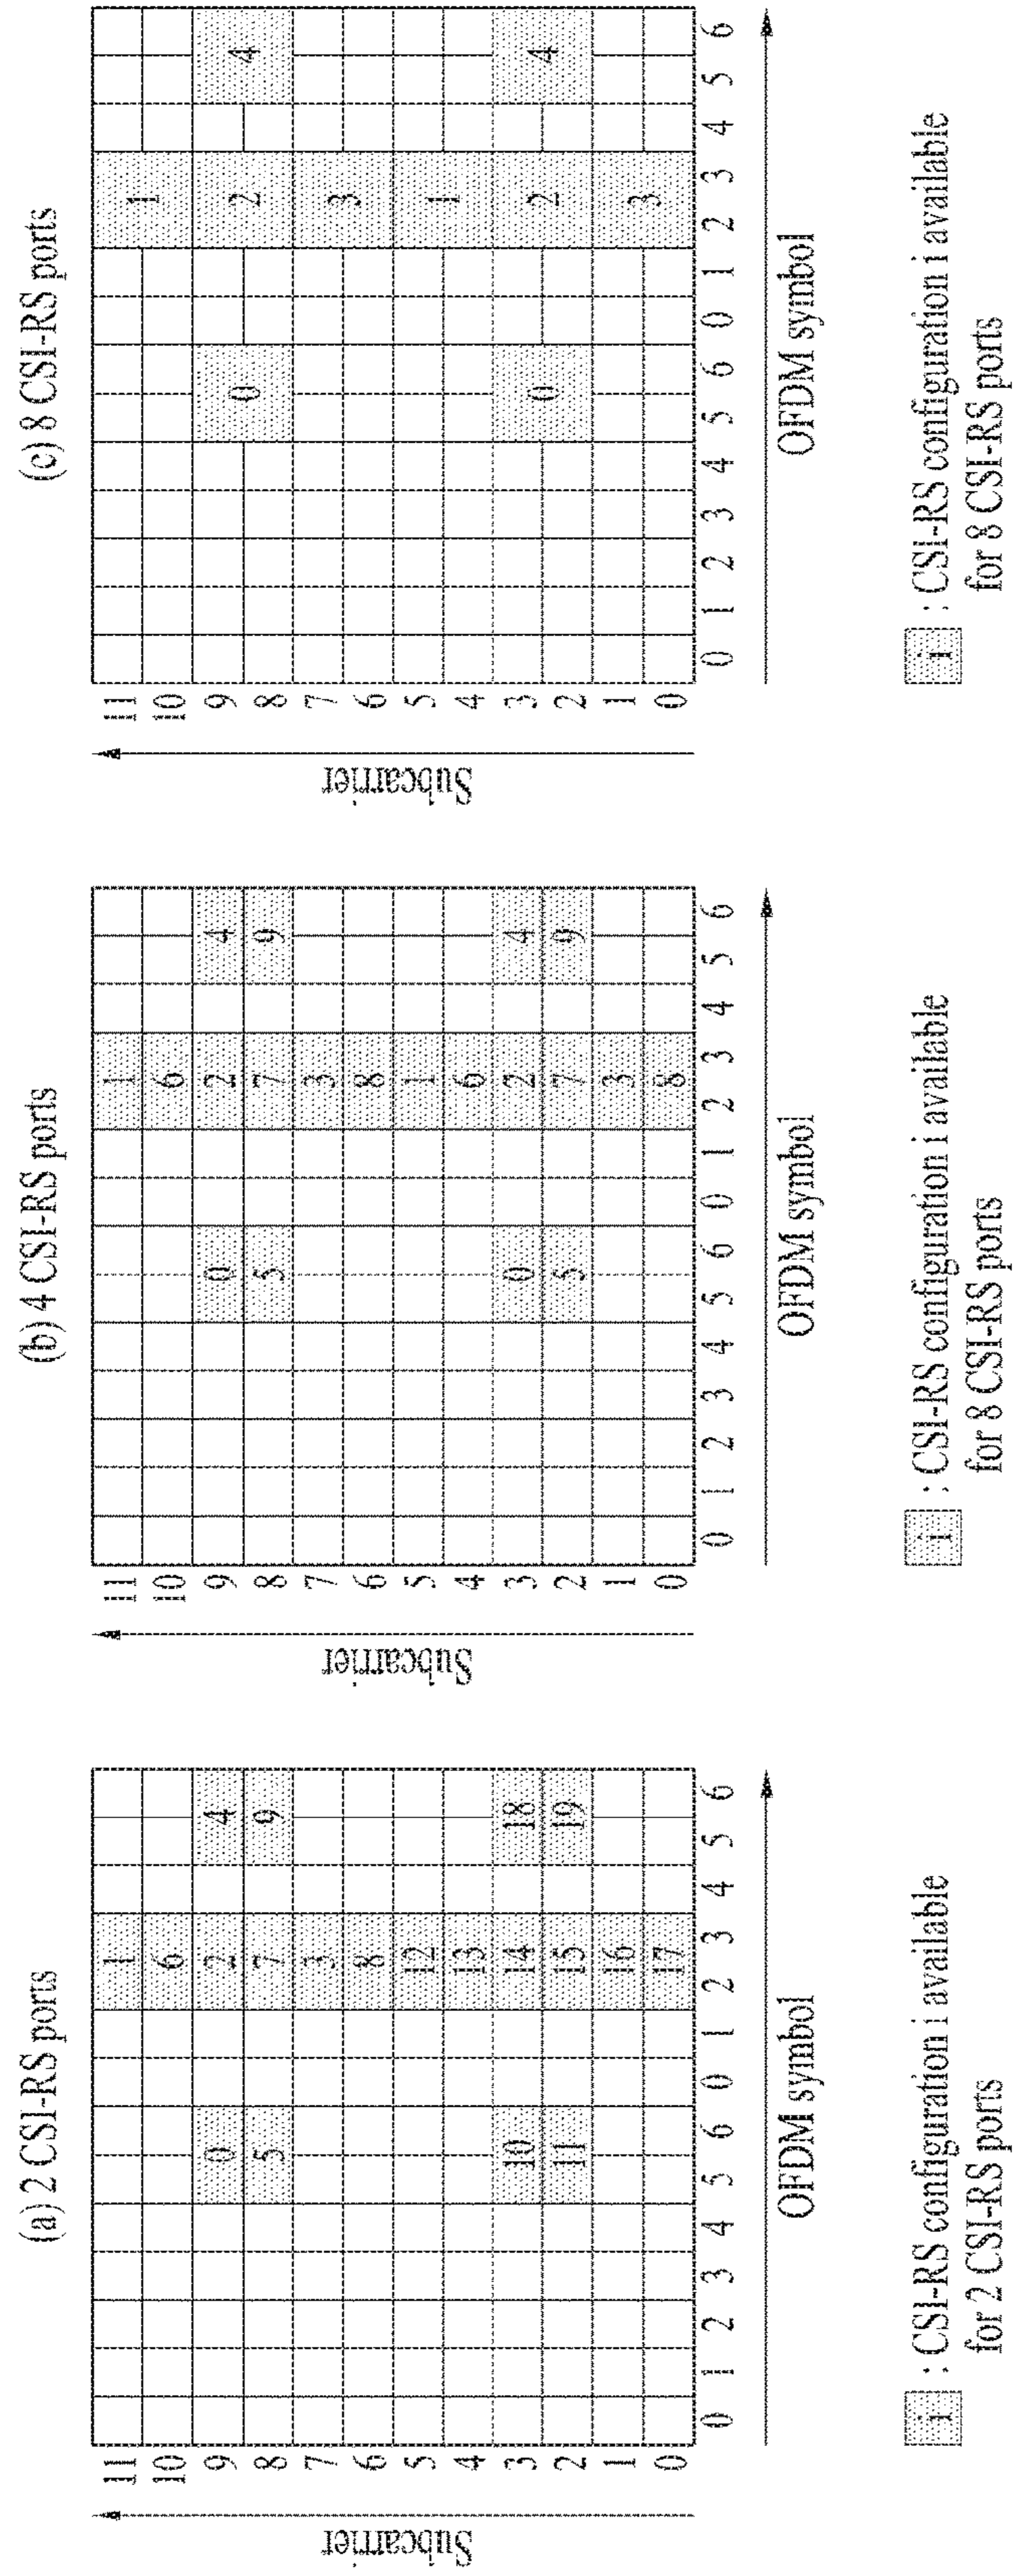 (a) 2 CSI-RS ports
Subcarrier
11 1
10 6
9 0 2 4
8 5 7 9
7 3
6 8
5 12
4 13
3 10 14 18
2 11 15 19
1 16
0 17
0 1 2 3 4 5 6 0 1 2 3 4 5 6
OFDM symbol
i : CSI-RS configuration i available
for 2 CSI-RS ports
(b) 4 CSI-RS ports
Subcarrier
11 1
10 6
9 0 2 4
8 5 7 9
7 3
6 8
5 1
4 6
3 0 2 4
2 5 7 9
1 3
0 8
0 1 2 3 4 5 6 0 1 2 3 4 5 6
OFDM symbol
i : CSI-RS configuration i available
for 8 CSI-RS ports
(c) 8 CSI-RS ports
Subcarrier
11
1
10
9
0 2 4
8
7
3
6
5
1
4
3
0 2 4
2
1
3
0
0 1 2 3 4 5 6 0 1 2 3 4 5 6
OFDM symbol
i : CSI-RS configuration i available
for 8 CSI-RS ports